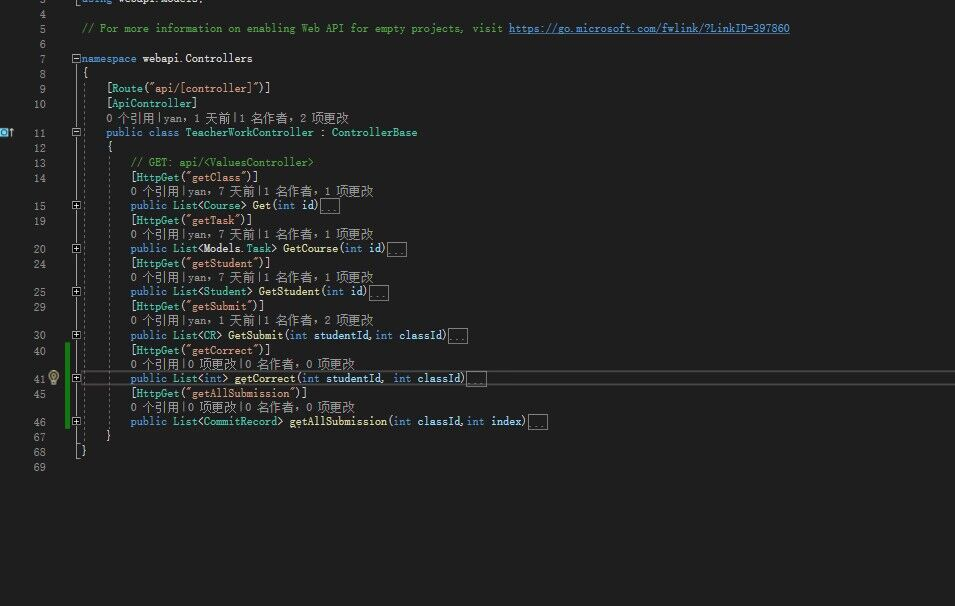 using webapi.Models;
4
5 // For more information on enabling Web API for empty projects, visit https://go.microsoft.com/fwlink/?LinkID=397860
6
7 namespace webapi.Controllers
8 {
9 [Route("api/[controller]")]
10 [ApiController]
0 个引用|yan，1 天前|1 名作者，2 项更改
11 public class TeacherWorkController : ControllerBase
12 {
13 // GET: api/<ValuesController>
14 [HttpGet("getClass")]
0 个引用|yan，7 天前|1 名作者，1 项更改
15 public List<Course> Get(int id)...
19 [HttpGet("getTask")]
0 个引用|yan，7 天前|1 名作者，1 项更改
20 public List<Models.Task> GetCourse(int id)...
24 [HttpGet("getStudent")]
0 个引用|yan，7 天前|1 名作者，1 项更改
25 public List<Student> GetStudent(int id)...
29 [HttpGet("getSubmit")]
0 个引用|yan，1 天前|1 名作者，2 项更改
30 public List<CR> GetSubmit(int studentId,int classId)...
40 [HttpGet("getCorrect")]
0 个引用|0 项更改|0 名作者，0 项更改
41 public List<int> getCorrect(int studentId, int classId)...
45 [HttpGet("getAllSubmission")]
0 个引用|0 项更改|0 名作者，0 项更改
46 public List<CommitRecord> getAllSubmission(int classId,int index)...
67 }
68 }
69